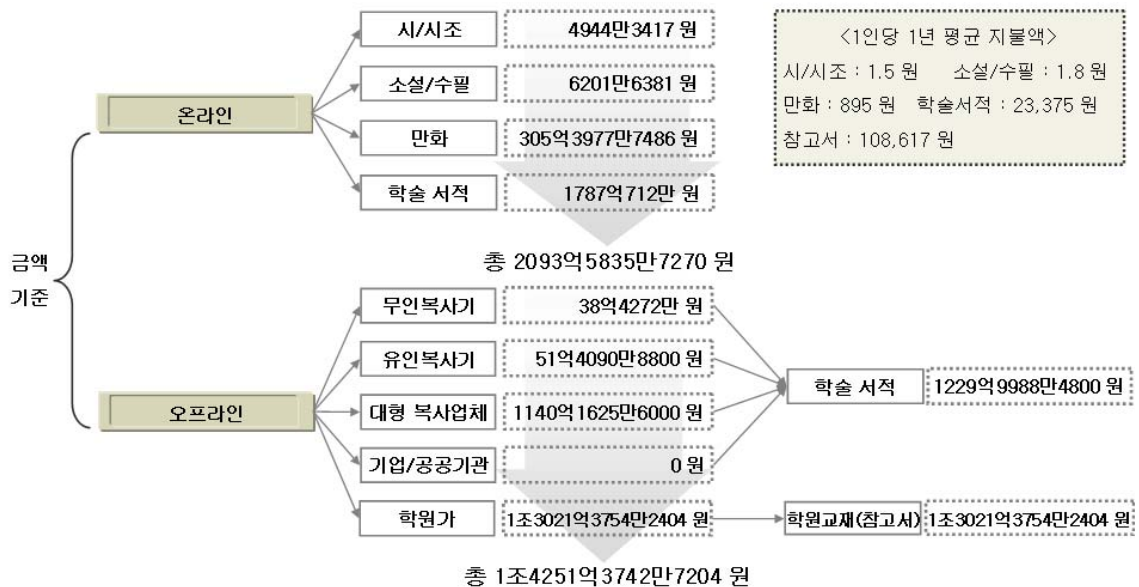 시/시조 4944만3417 원
소설/수필 6201만6381 원
온라인
만화 305억3977만7486 원
학술 서적 1787억712만 원
<1인당 1년 평균 지불액>
시/시조 : 1.5 원 소설/수필 : 1.8 원
만화 : 895 원 학술서적 : 23,375 원
참고서 : 108,617 원
총 2093억5835만7270 원
금액
기준
무인복사기 38억4272만 원
유인복사기 51억4090만8800 원
학술 서적 1229억9988만4800 원
오프라인
대형 복사업체 1140억1625만6000 원
기업/공공기관 0 원
학원가 1조3021억3754만2404 원 학원교재(참고서) 1조3021억3754만2404 원
총 1조4251억3742만7204 원